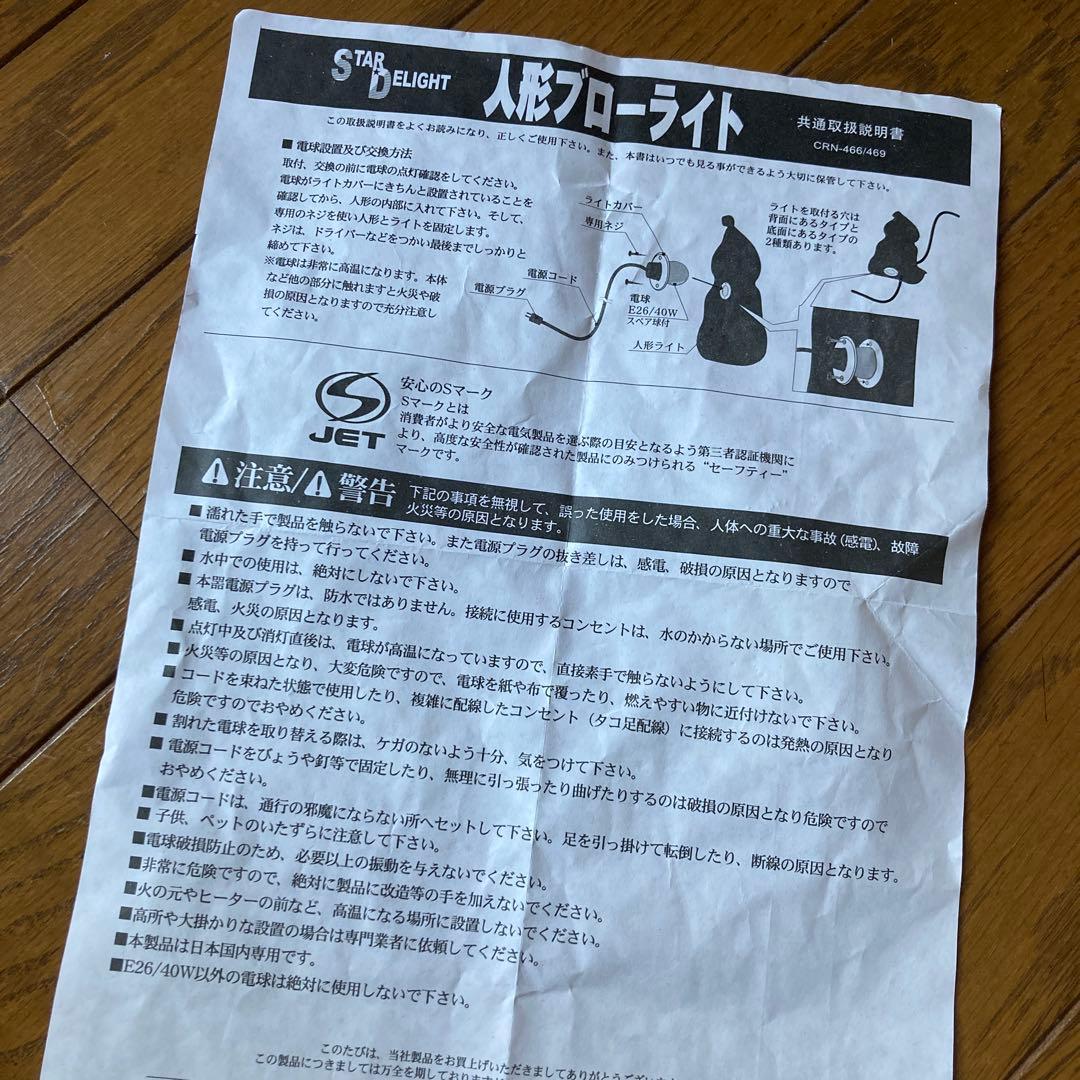 STAR DELIGHT
人形ブローライト
共通取扱説明書
CRN-466/469
この取扱説明書をよくお読みになり、正しくご使用下さい。また、本書はいつでも見る事ができるよう大切に保管して下さい。
■電球設置及び交換方法
取付、交換の前に電球の点灯確認をしてください。
電球がライトカバーにきちんと設置されていることを
確認してから、人形の内部に入れて下さい。そして、
専用のネジを使い人形とライトを固定します。
ネジは、ドライバーなどをつかい最後までしっかりと
締めて下さい。
※電球は非常に高温になります。本体
など他の部分に触れますと火災や破
損の原因となりますので充分注意し
てください。
ライトカバー
専用ネジ
電源コード
電源プラグ
電球
E26/40W
スペア球付
人形ライト
ライトを取付る穴は
背面にあるタイプと
底面にあるタイプの
2種類あります。
JET
安心のSマーク
Sマークとは
消費者がより安全な電気製品を選ぶ際の目安となるよう第三者認証機関に
より、高度な安全性が確認された製品にのみつけられる“セーフティー”
マークです。
注意/警告
下記の事項を無視して、誤った使用をした場合、人体への重大な事故(感電)、故障
火災等の原因となります。
■濡れた手で製品を触らないで下さい。また電源プラグの抜き差しは、感電、破損の原因となりますので
電源プラグを持って行ってください。
■水中での使用は、絶対にしないで下さい。
■本器電源プラグは、防水ではありません。接続に使用するコンセントは、水のかからない場所でご使用下さい。
感電、火災の原因となります。
■点灯中及び消灯直後は、電球が高温になっていますので、直接素手で触らないようにして下さい。
■火災等の原因となり、大変危険ですので、電球を紙や布で覆ったり、燃えやすい物に近付けないで下さい。
■コードを束ねた状態で使用したり、複雑に配線したコンセント（タコ足配線）に接続するのは発熱の原因となり
危険ですのでおやめください。
■割れた電球を取り替える際は、ケガのないよう十分、気をつけて下さい。
■電源コードをびょうや釘等で固定したり、無理に引っ張ったり曲げたりするのは破損の原因となり危険ですので
おやめください。
■電源コードは、通行の邪魔にならない所へセットして下さい。足を引っ掛けて転倒したり、断線の原因となります。
■子供、ペットのいたずらに注意して下さい。
■電球破損防止のため、必要以上の振動を与えないでください。
■非常に危険ですので、絶対に製品に改造等の手を加えないでください。
■火の元やヒーターの前など、高温になる場所に設置しないでください。
■高所や大掛かりな設置の場合は専門業者に依頼してください。
■本製品は日本国内専用です。
■E26/40W以外の電球は絶対に使用しないで下さい。
このたびは、当社製品をお買上げいただきましてありがとうござい
この製品につきましては万全を期しております